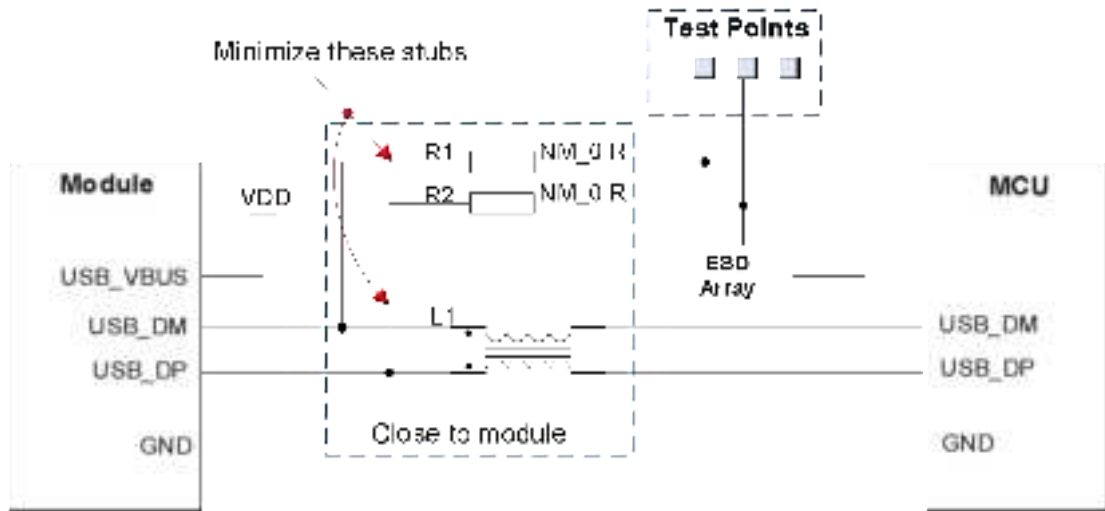 Test Points
Minimize these stubs
R1 NM_0 R
R2 NM_0 R
Module
VDD
MCU
USB_VBUS
ESD
Array
USB_DM
L1
USB_DM
USB_DP
USB_DP
Close to module
GND
GND